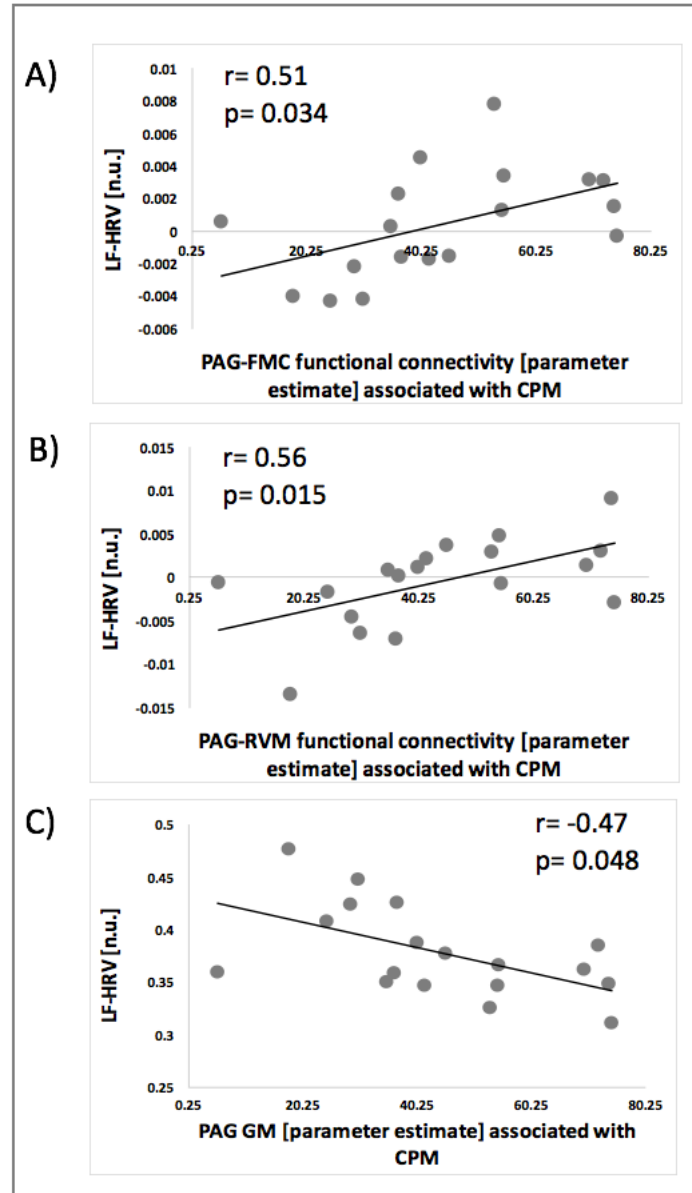 A)
r= 0.51
p= 0.034
LF-HRV [n.u.]
0.01
0.008
0.006
0.004
0.002
0
-0.002
-0.004
-0.006
0.25 20.25 40.25 60.25 80.25
PAG-FMC functional connectivity [parameter
estimate] associated with CPM
B)
r= 0.56
p= 0.015
LF-HRV [n.u.]
0.015
0.01
0.005
0
-0.005
-0.01
-0.015
0.25 20.25 40.25 60.25 80.25
PAG-RVM functional connectivity [parameter
estimate] associated with CPM
C)
r= -0.47
p= 0.048
LF-HRV [n.u.]
0.5
0.45
0.4
0.35
0.3
0.25
0.25 20.25 40.25 60.25 80.25
PAG GM [parameter estimate] associated with
CPM